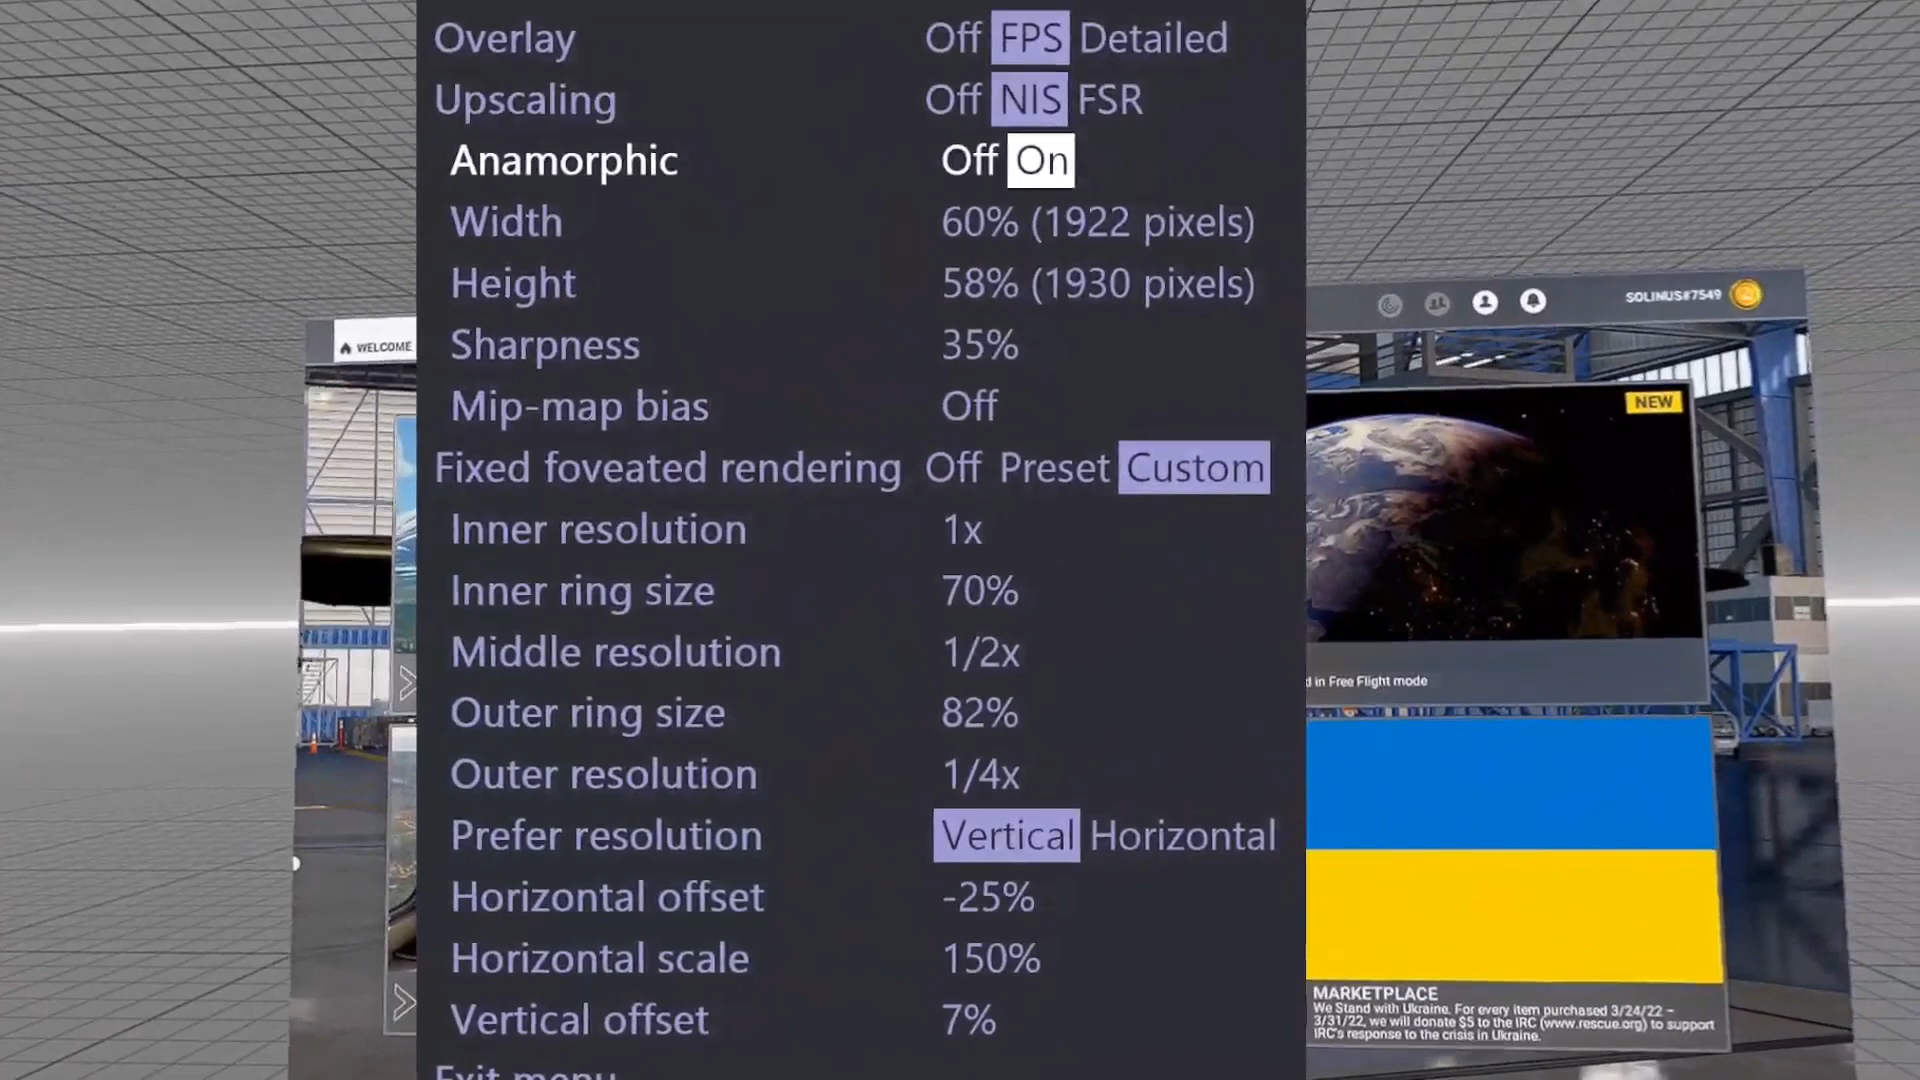 Overlay Off FPS Detailed
Upscaling Off NIS FSR
Anamorphic Off On
Width 60% (1922 pixels)
Height 58% (1930 pixels)
Sharpness 35%
Mip-map bias Off
Fixed foveated rendering Off Preset Custom
Inner resolution 1x
Inner ring size 70%
Middle resolution 1/2x
Outer ring size 82%
Outer resolution 1/4x
Prefer resolution Vertical Horizontal
Horizontal offset -25%
Horizontal scale 150%
Vertical offset 7%
Exit menu
WELCOME
SOLINUS#7549
NEW
d in Free Flight mode
MARKETPLACE
We Stand with Ukraine. For every item purchased 3/24/22 –
3/31/22, we will donate $5 to the IRC (www.rescue.org) to support
IRC's response to the crisis in Ukraine.